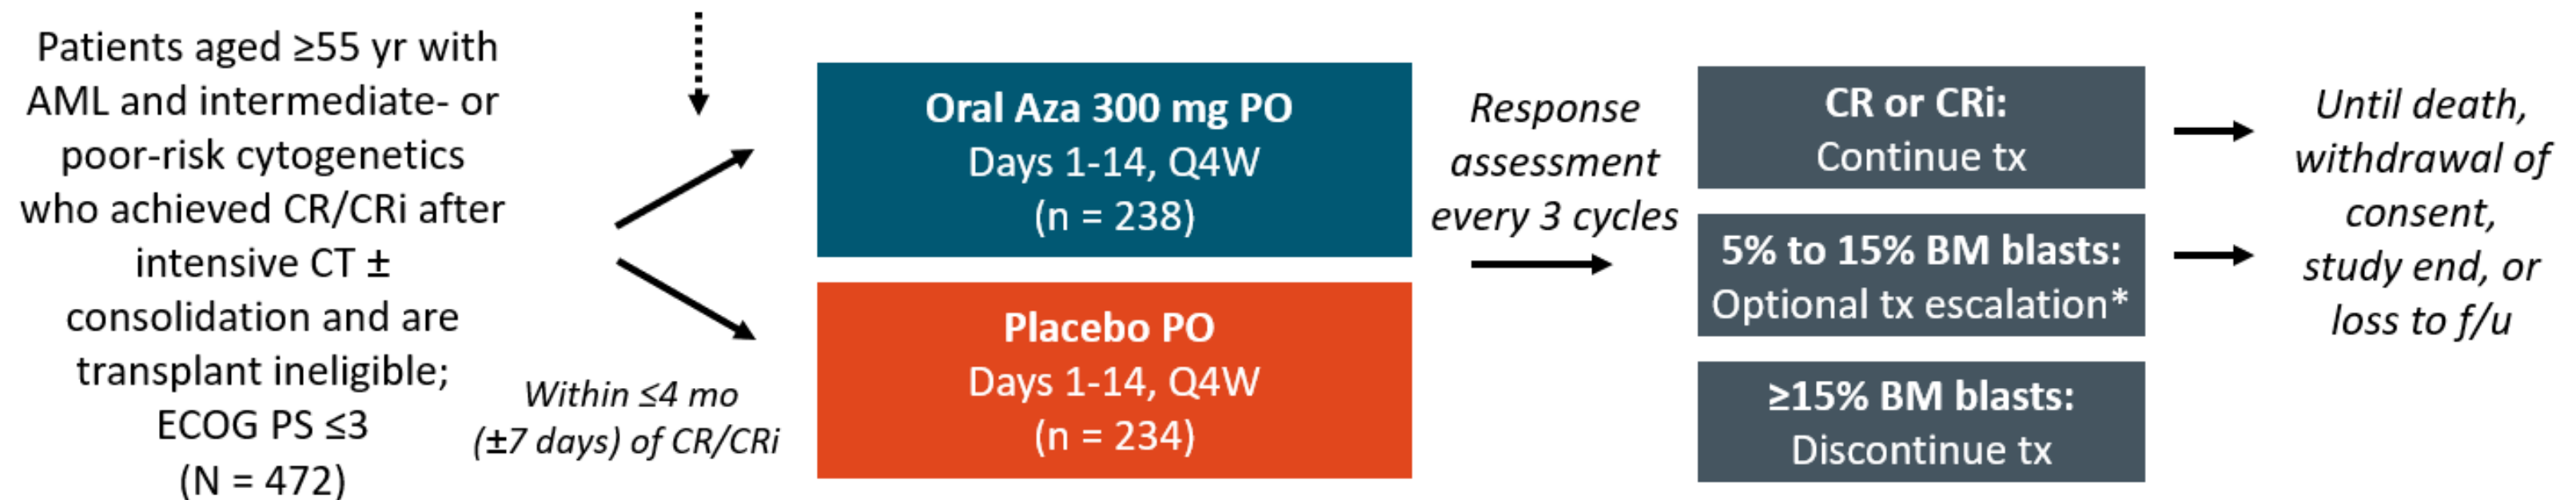 Patients aged ≥55 yr with
AML and intermediate- or
poor-risk cytogenetics
who achieved CR/CRi after
intensive CT ±
consolidation and are
transplant ineligible;
ECOG PS ≤3
(N = 472)
Within ≤4 mo
(±7 days) of CR/CRi
Oral Aza 300 mg PO
Days 1-14, Q4W
(n = 238)
Placebo PO
Days 1-14, Q4W
(n = 234)
Response
assessment
every 3 cycles
CR or CRi:
Continue tx
5% to 15% BM blasts:
Optional tx escalation*
≥15% BM blasts:
Discontinue tx
Until death,
withdrawal of
consent,
study end, or
loss to f/u